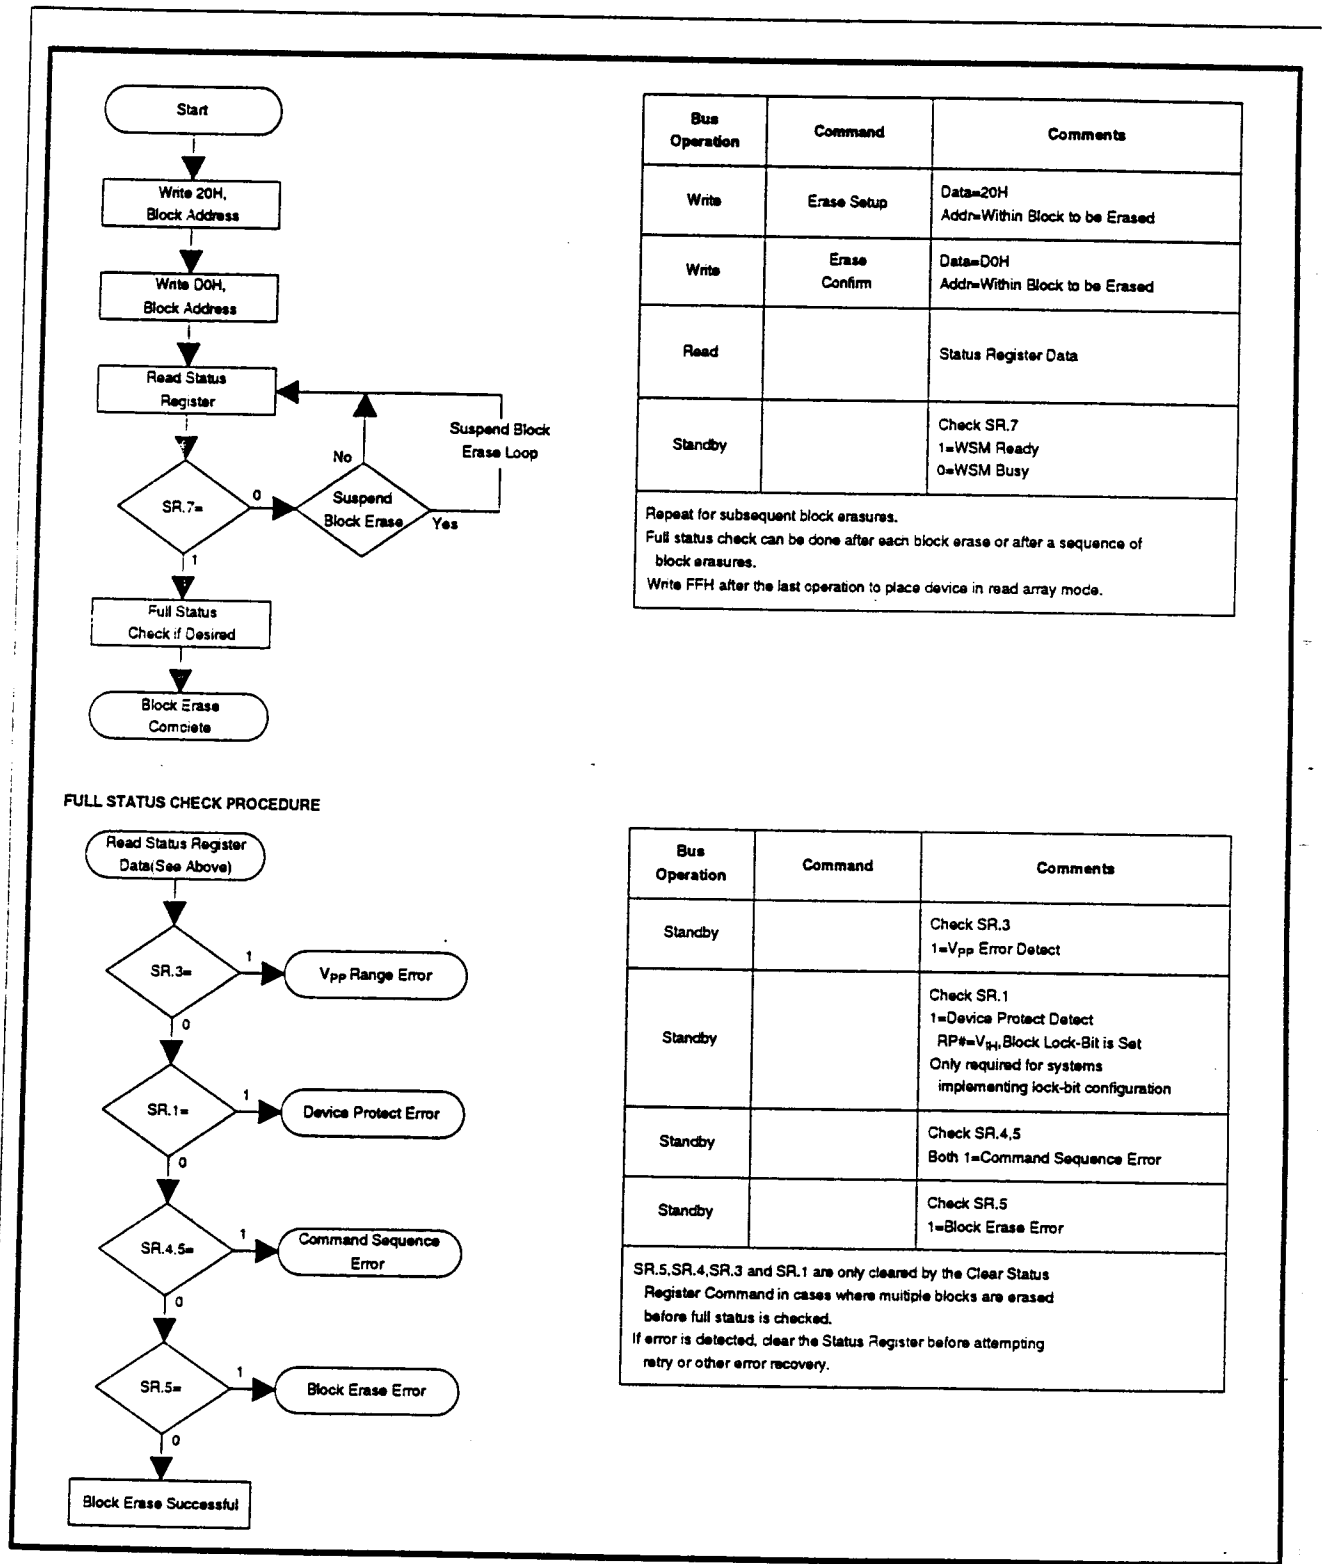 Start
Write 20H,
Block Address
Write D0H,
Block Address
Read Status
Register
Suspend Block
Erase Loop
No
SR.7=
0
Suspend
Block Erase
Yes
1
Full Status
Check if Desired
Block Erase
Complete
Bus
Operation
Command
Comments
Write
Erase Setup
Data=20H
Addr=Within Block to be Erased
Write
Erase
Confirm
Data=D0H
Addr=Within Block to be Erased
Read
Status Register Data
Standby
Check SR.7
1=WSM Ready
0=WSM Busy
Repeat for subsequent block erasures.
Full status check can be done after each block erase or after a sequence of
block erasures.
Write FFH after the last operation to place device in read array mode.
FULL STATUS CHECK PROCEDURE
Read Status Register
Data(See Above)
SR.3=
1
VPP Range Error
0
SR.1=
1
Device Protect Error
0
SR.4,5=
1
Command Sequence
Error
0
SR.5=
1
Block Erase Error
0
Block Erase Successful
Bus
Operation
Command
Comments
Standby
Check SR.3
1=VPP Error Detect
Standby
Check SR.1
1=Device Protect Detect
RP#=VIH,Block Lock-Bit is Set
Only required for systems
implementing lock-bit configuration
Standby
Check SR.4,5
Both 1=Command Sequence Error
Standby
Check SR.5
1=Block Erase Error
SR.5,SR.4,SR.3 and SR.1 are only cleared by the Clear Status
Register Command in cases where multiple blocks are erased
before full status is checked.
If error is detected, clear the Status Register before attempting
retry or other error recovery.